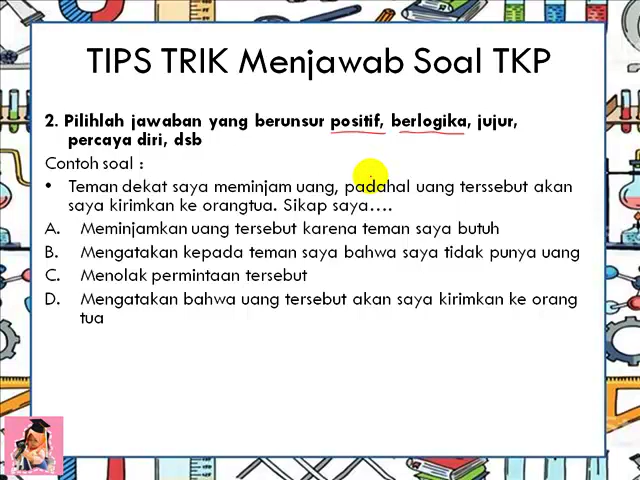 TIPS TRIK Menjawab Soal TKP
2. Pilihlah jawaban yang berunsur positif, berlogika, jujur,
percaya diri, dsb
Contoh soal :
• Teman dekat saya meminjam uang, padahal uang terssebut akan
saya kirimkan ke orangtua. Sikap saya....
A. Meminjamkan uang tersebut karena teman saya butuh
B. Mengatakan kepada teman saya bahwa saya tidak punya uang
C. Menolak permintaan tersebut
D. Mengatakan bahwa uang tersebut akan saya kirimkan ke orang
tua